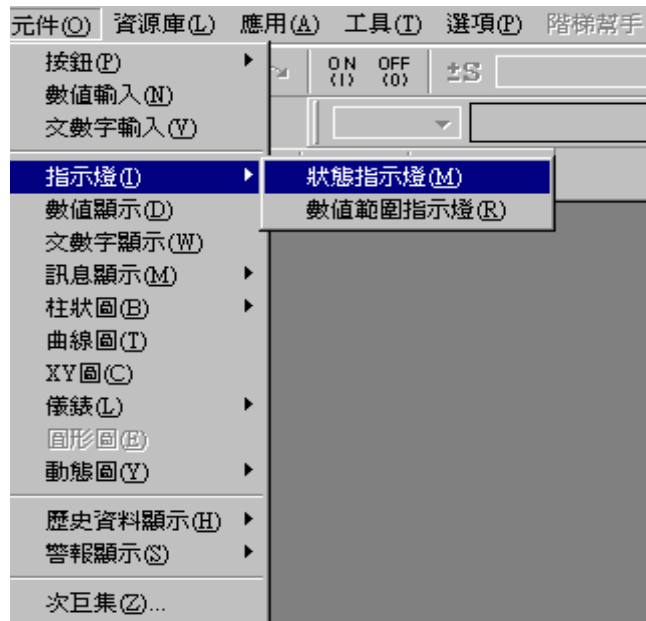 元件(O) 資源庫(L) 應用(A) 工具(T) 選項(P) 階梯幫手
按鈕(P)
ON OFF
(I) (0)
±S
數值輸入(N)
文數字輸入(V)
指示燈(I)
狀態指示燈(M)
數值顯示(D)
數值範圍指示燈(R)
文數字顯示(W)
訊息顯示(M)
柱狀圖(B)
曲線圖(T)
XY圖(C)
儀錶(L)
圓形圖(E)
動態圖(Y)
歷史資料顯示(H)
警報顯示(S)
次巨集(Z)...